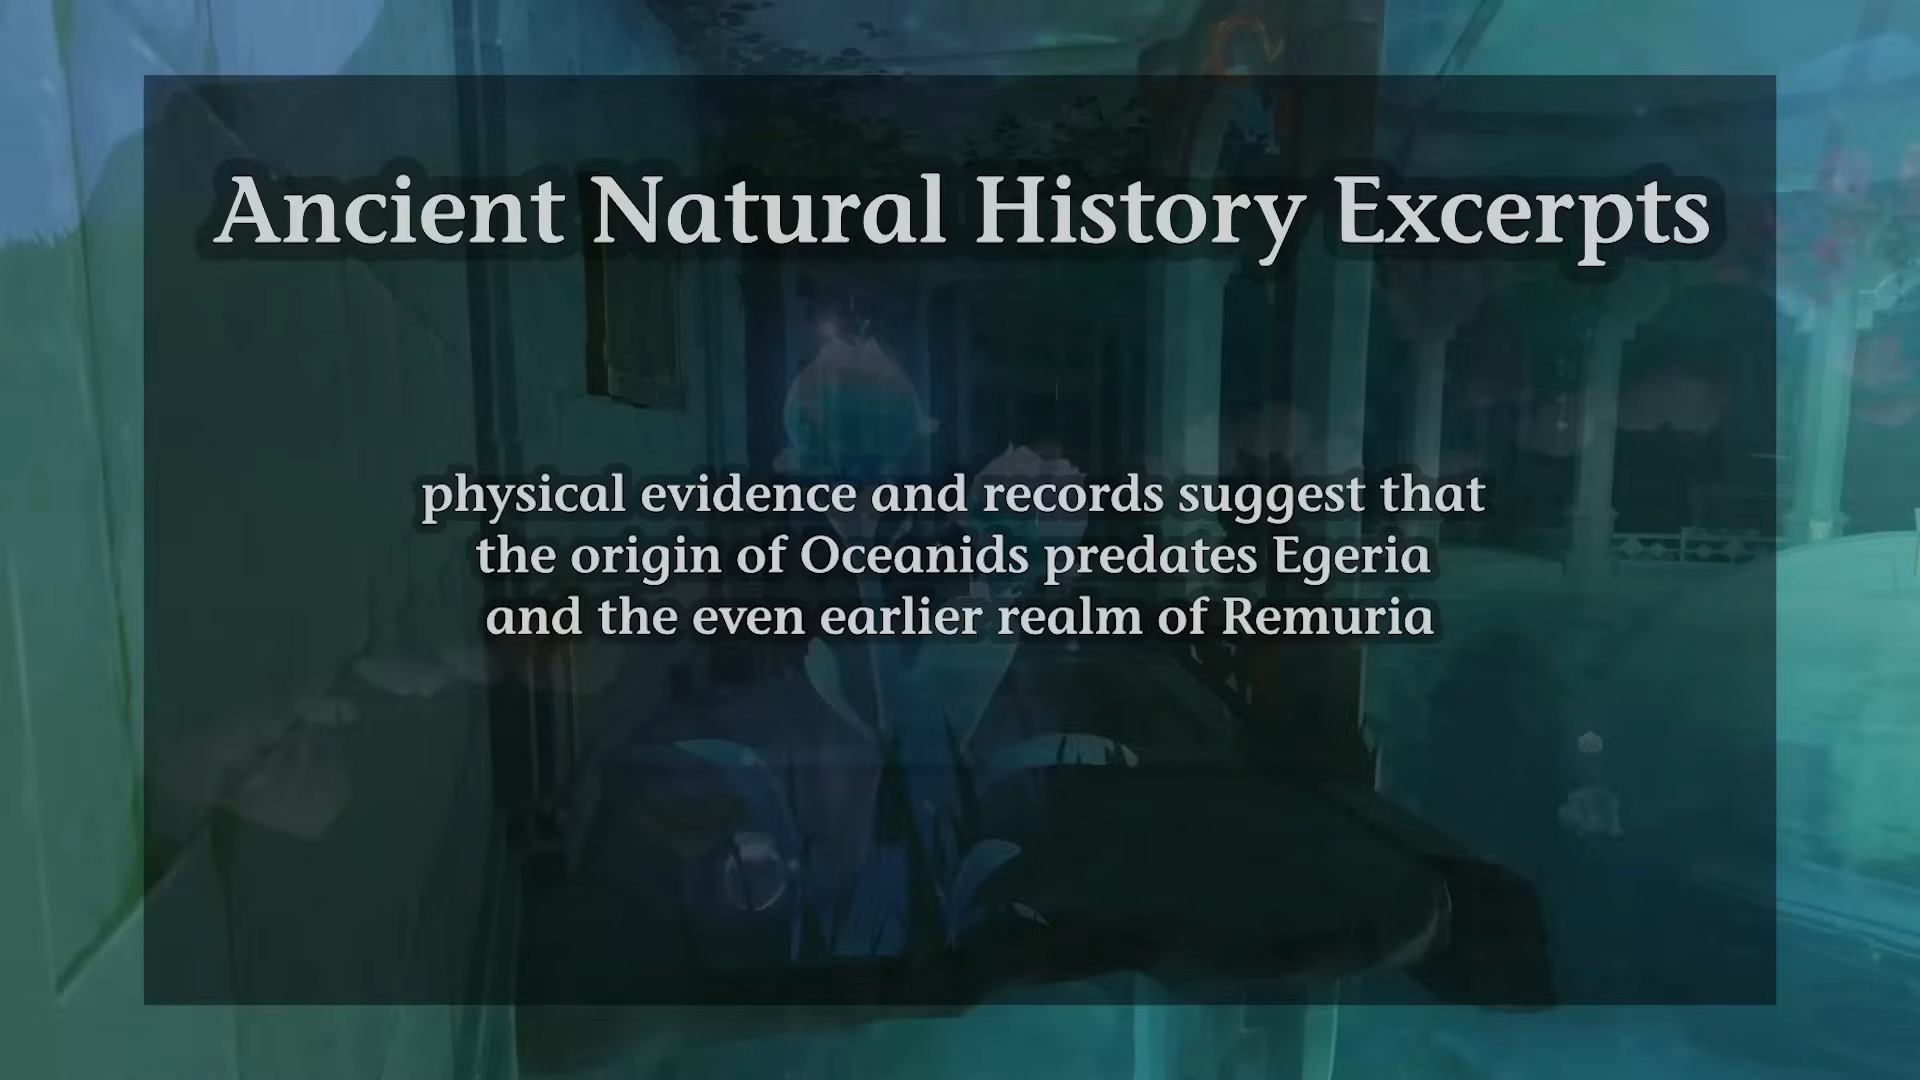 Ancient Natural History Excerpts
physical evidence and records suggest that
the origin of Oceanids predates Egeria
and the even earlier realm of Remuria